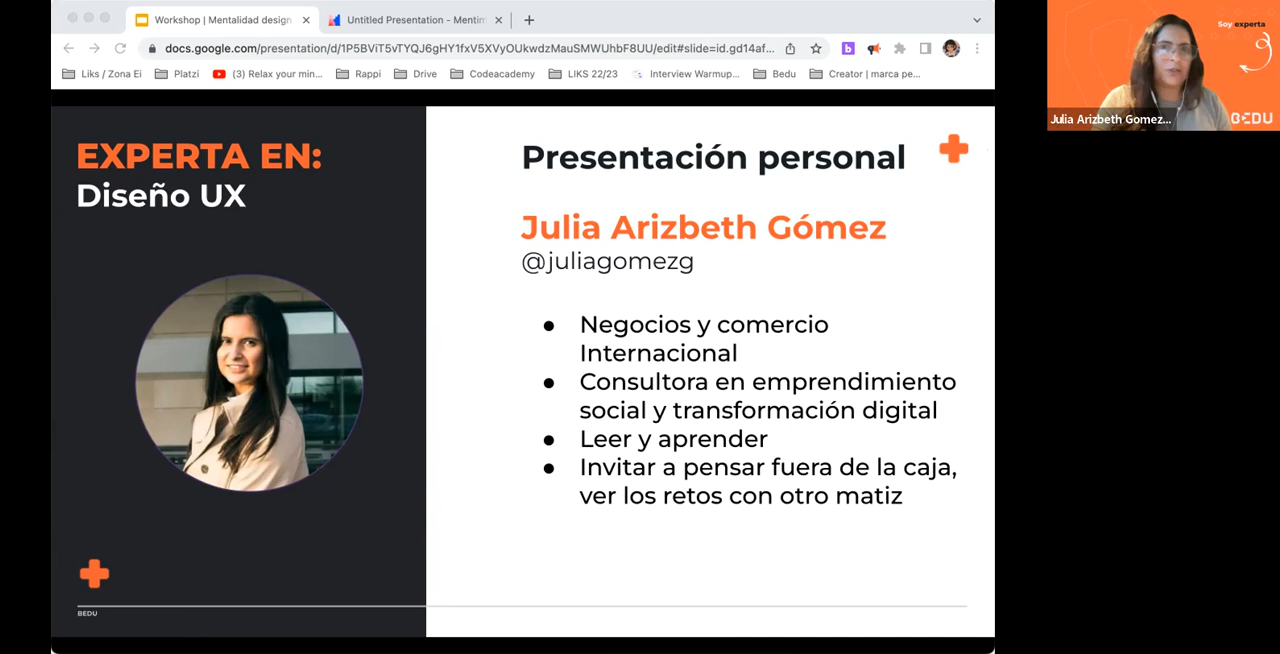 Workshop | Mentalidad design
Untitled Presentation - Mentim
docs.google.com/presentation/d/1P5BViT5vTYQJ6gHY1fxV5XVyOUkwdzMauSMWUhbF8UU/edit#slide=id.gd14af...
Liks / Zona Ei
Platzi
(3) Relax your min...
Rappi
Drive
Codeacademy
LIKS 22/23
Interview Warmup...
Bedu
Creator | marca pe...
Soy experta
Julia Arizbeth Gomez...
BEDU
EXPERTA EN:
Diseño UX
BEDU
Presentación personal
Julia Arizbeth Gómez
@juliagomezg
● Negocios y comercio
Internacional
● Consultora en emprendimiento
social y transformación digital
● Leer y aprender
● Invitar a pensar fuera de la caja,
ver los retos con otro matiz